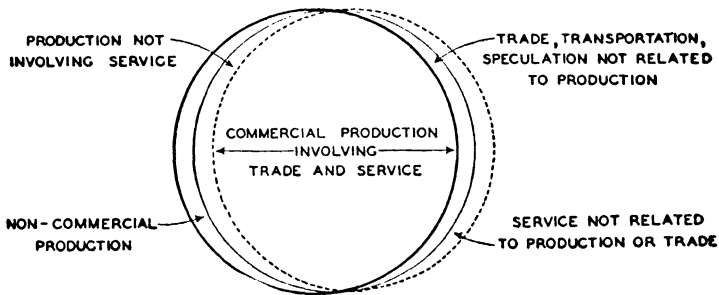 PRODUCTION NOT
INVOLVING SERVICE
TRADE, TRANSPORTATION,
SPECULATION NOT RELATED
TO PRODUCTION
COMMERCIAL PRODUCTION
INVOLVING
TRADE AND SERVICE
NON-COMMERCIAL
PRODUCTION
SERVICE NOT RELATED
TO PRODUCTION OR TRADE